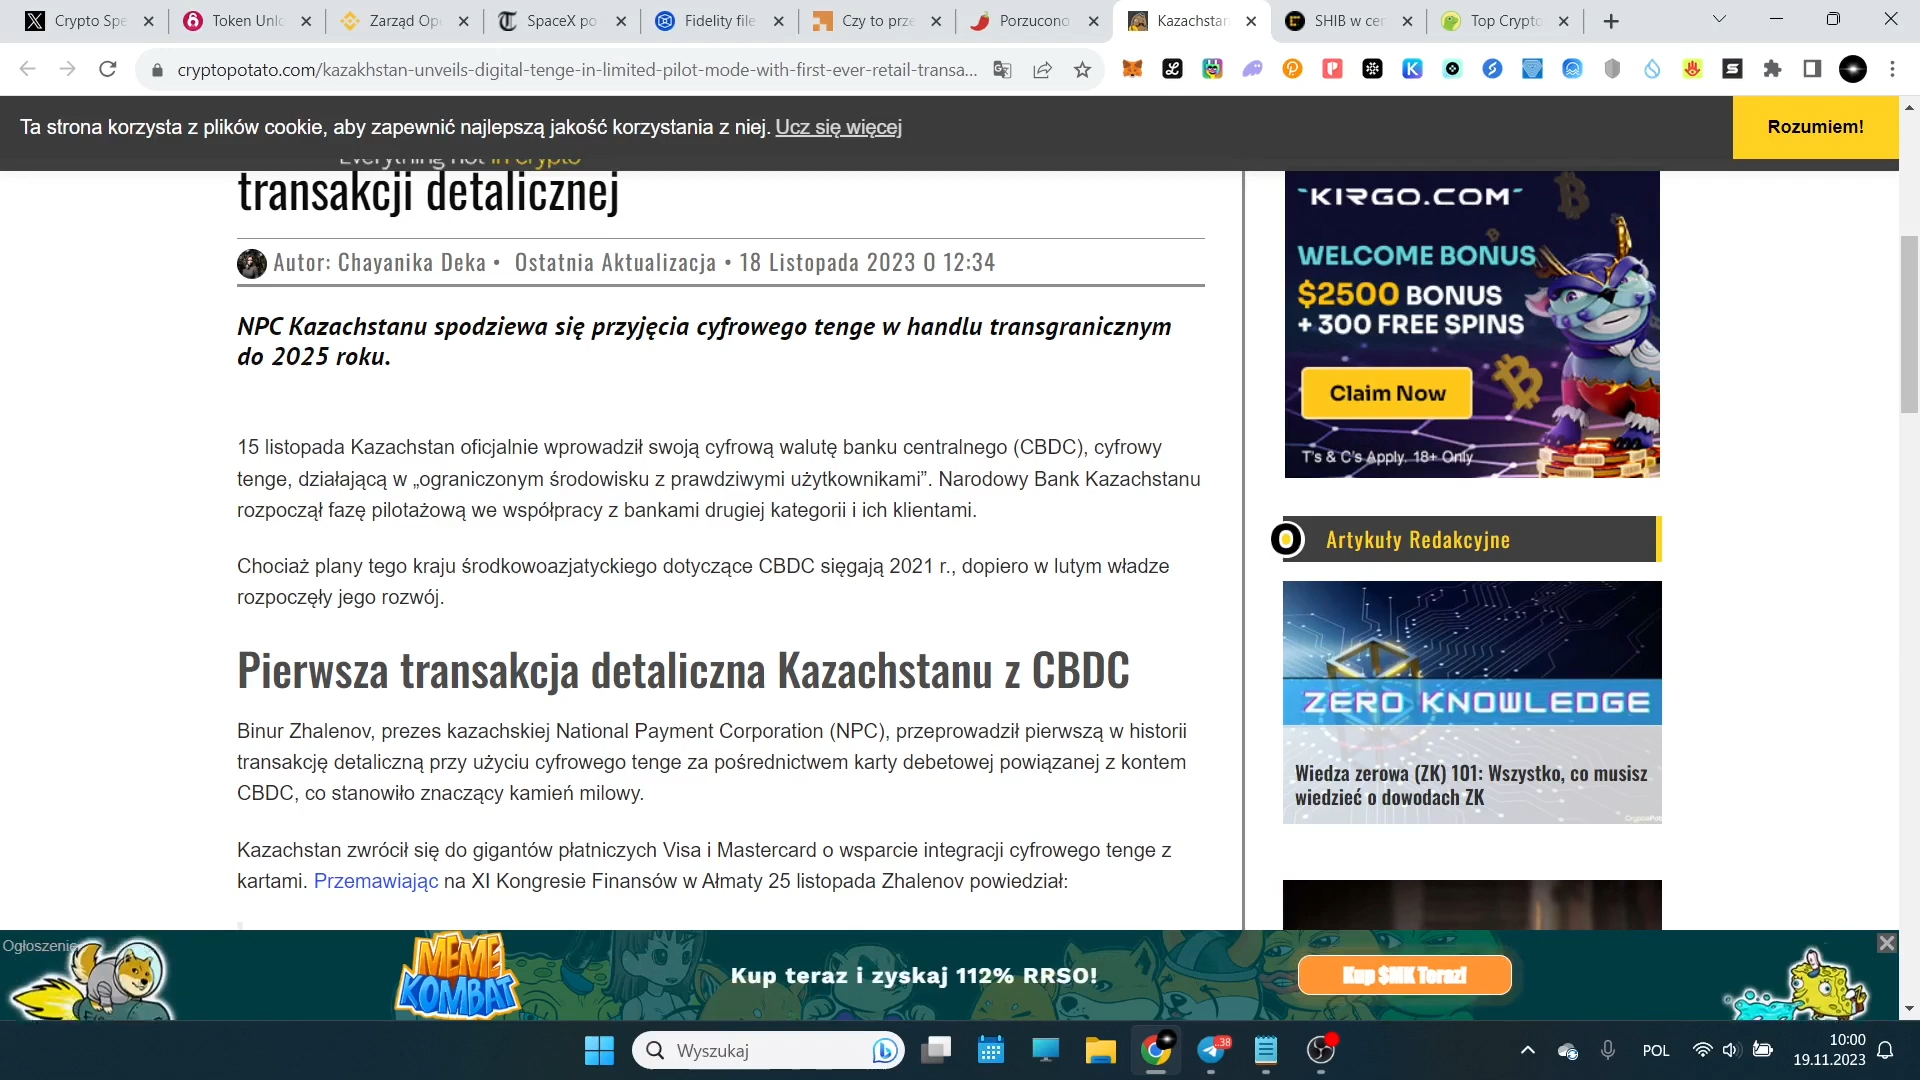 Crypto Spe
Token Unlo
Zarząd Ope
SpaceX po
Fidelity file
Czy to prze
Porzucono
Kazachstan
SHIB w cen
Top Crypto
cryptopotato.com/kazakhstan-unveils-digital-tenge-in-limited-pilot-mode-with-first-ever-retail-transa...
Ta strona korzysta z plików cookie, aby zapewnić najlepszą jakość korzystania z niej. Ucz się więcej
Rozumiem!
Everything hot in crypto
transakcji detalicznej
Autor: Chayanika Deka • Ostatnia Aktualizacja • 18 Listopada 2023 O 12:34
NPC Kazachstanu spodziewa się przyjęcia cyfrowego tenge w handlu transgranicznym
do 2025 roku.
15 listopada Kazachstan oficjalnie wprowadził swoją cyfrową walutę banku centralnego (CBDC), cyfrowy
tenge, działającą w „ograniczonym środowisku z prawdziwymi użytkownikami”. Narodowy Bank Kazachstanu
rozpoczął fazę pilotażową we współpracy z bankami drugiej kategorii i ich klientami.
Chociaż plany tego kraju środkowoazjatyckiego dotyczące CBDC sięgają 2021 r., dopiero w lutym władze
rozpoczęły jego rozwój.
Pierwsza transakcja detaliczna Kazachstanu z CBDC
Binur Zhalenov, prezes kazachskiej National Payment Corporation (NPC), przeprowadził pierwszą w historii
transakcję detaliczną przy użyciu cyfrowego tenge za pośrednictwem karty debetowej powiązanej z kontem
CBDC, co stanowiło znaczący kamień milowy.
Kazachstan zwrócił się do gigantów płatniczych Visa i Mastercard o wsparcie integracji cyfrowego tenge z
kartami. Przemawiając na XI Kongresie Finansów w Ałmaty 25 listopada Zhalenov powiedział:
KIRGO.COM
WELCOME BONUS
$2500 BONUS
+ 300 FREE SPINS
Claim Now
T's & C's Apply, 18+ Only
Artykuły Redakcyjne
ZERO KNOWLEDGE
Wiedza zerowa (ZK) 101: Wszystko, co musisz
wiedzieć o dowodach ZK
Ogłoszenie
MEME
KOMBAT
Kup teraz i zyskaj 112% RRSO!
Kup $MK Teraz!
Wyszukaj
.38
POL
10:00
19.11.2023